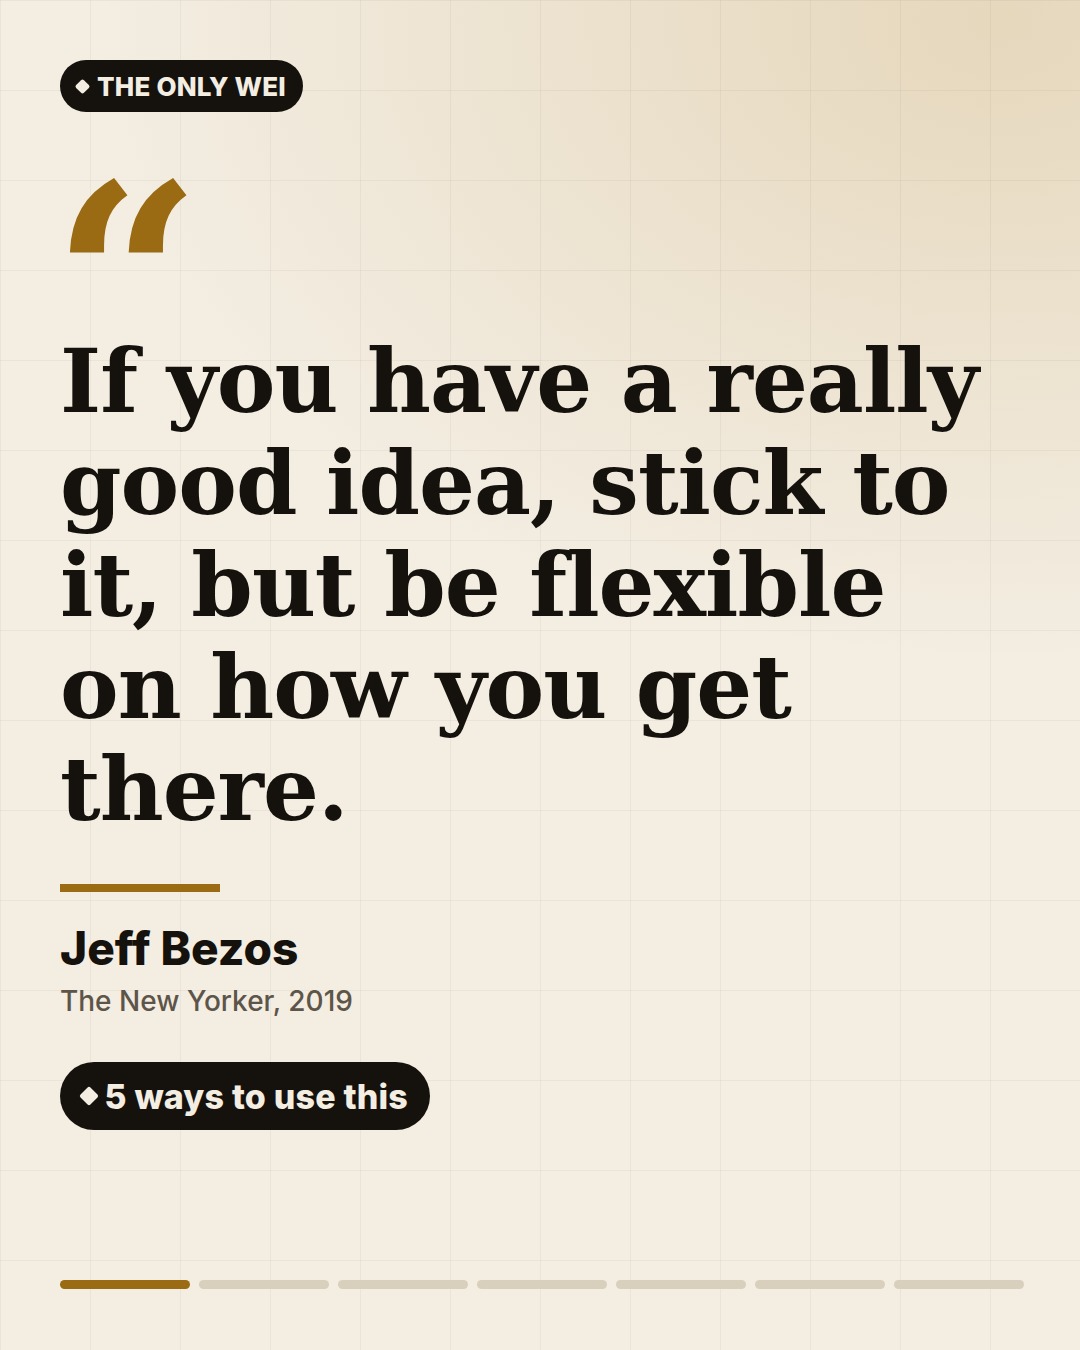 THE ONLY WEI
“
If you have a really
good idea, stick to
it, but be flexible
on how you get
there.
Jeff Bezos
The New Yorker, 2019
5 ways to use this